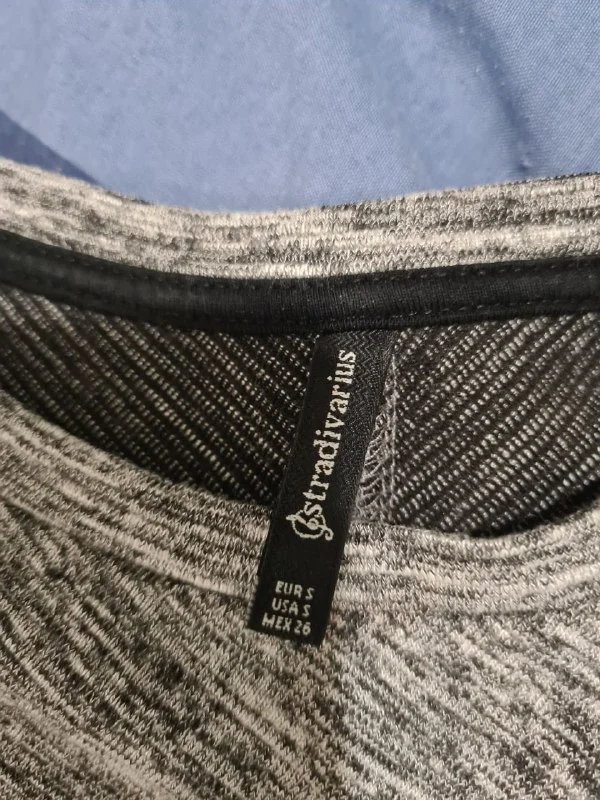 stradivarius
EUR S
USA S
MEX 26